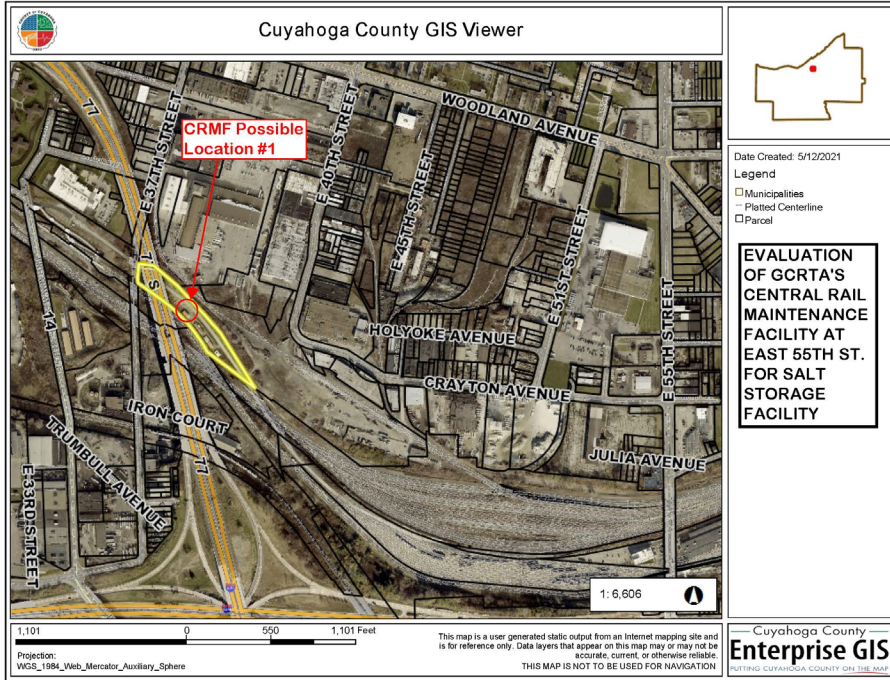 Cuyahoga County GIS Viewer
77
WOODLAND AVENUE
CRMF Possible
Location #1
E 37TH STREET
E 40TH STREET
E 45TH STREET
E 51ST STREET
E 55TH STREET
77 S
14
HOLYOKE AVENUE
CRAYTON AVENUE
IRON COURT
TRUMBULL AVENUE
E 33RD STREET
77
JULIA AVENUE
1: 6,606
Date Created: 5/12/2021
Legend
Municipalities
Platted Centerline
Parcel
EVALUATION
OF GCRTA'S
CENTRAL RAIL
MAINTENANCE
FACILITY AT
EAST 55TH ST.
FOR SALT
STORAGE
FACILITY
1,101 0 550 1,101 Feet
Projection:
WGS_1984_Web_Mercator_Auxiliary_Sphere
This map is a user generated static output from an Internet mapping site and
is for reference only. Data layers that appear on this map may or may not be
accurate, current, or otherwise reliable.
THIS MAP IS NOT TO BE USED FOR NAVIGATION
Cuyahoga County
Enterprise GIS
PUTTING CUYAHOGA COUNTY ON THE MAP